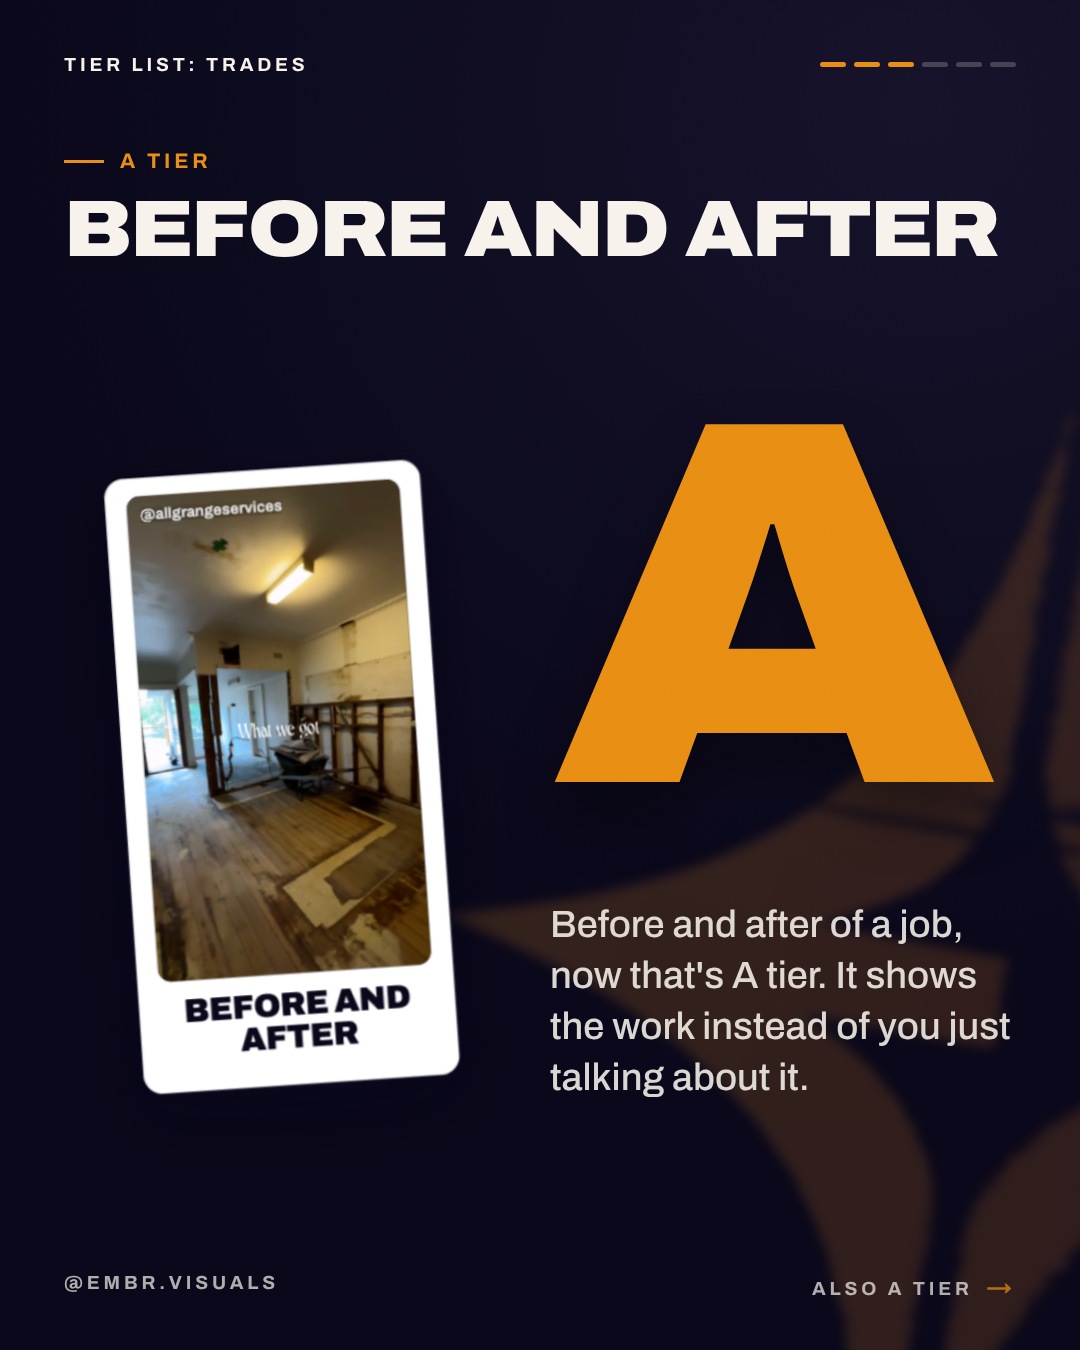 TIER LIST: TRADES
A TIER
BEFORE AND AFTER
@allgrangeservices
What we got
BEFORE AND
AFTER
A
Before and after of a job,
now that's A tier. It shows
the work instead of you just
talking about it.
@EMBR.VISUALS
ALSO A TIER →